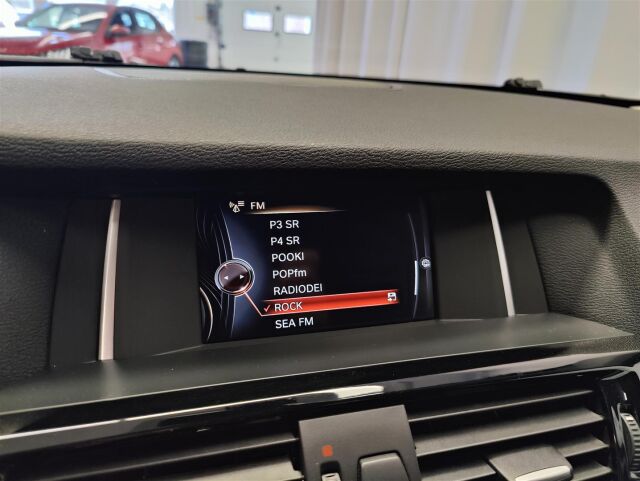 FM
P3 SR
P4 SR
POOKI
POPfm
RADIODEI
✓ ROCK
SEA FM